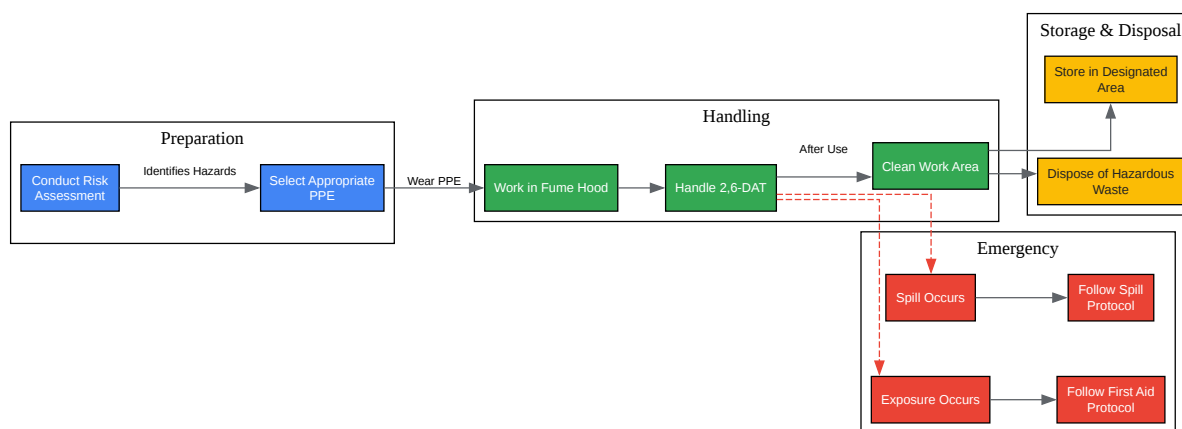 Storage & Disposal
Store in Designated
Area
Dispose of Hazardous
Waste
Handling
After Use
Clean Work Area
Work in Fume Hood
Handle 2,6-DAT
Preparation
Identifies Hazards
Conduct Risk
Assessment
Select Appropriate
PPE
Wear PPE
Emergency
Spill Occurs
Follow Spill
Protocol
Exposure Occurs
Follow First Aid
Protocol